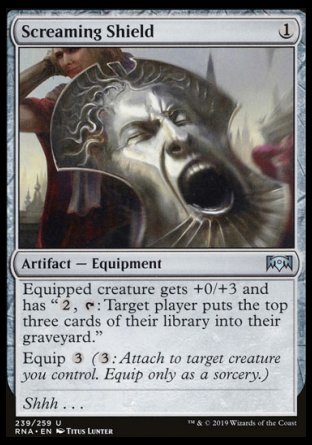 Screaming Shield 1
Artifact — Equipment
Equipped creature gets +0/+3 and
has “2, : Target player puts the top
three cards of their library into their
graveyard.”
Equip 3 (3: Attach to target creature
you control. Equip only as a sorcery.)
Shhh . . .
239/259 U
RNA • EN Titus Lunter
™ & © 2019 Wizards of the Coast